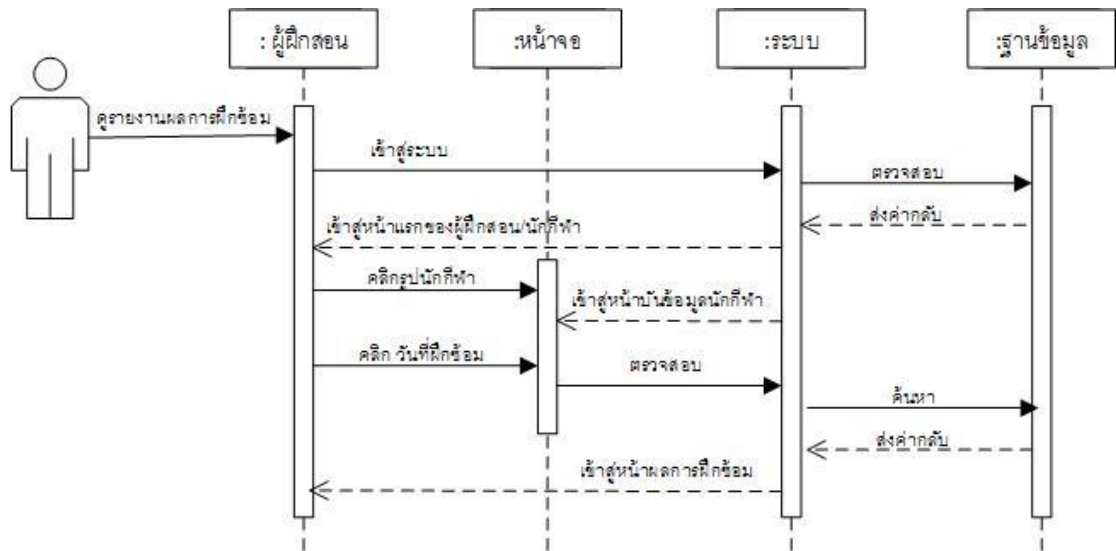 : ผู้ฝึกสอน
:หน้าจอ
:ระบบ
:ฐานข้อมูล
ดูรายงานผลการฝึกซ้อม
เข้าสู่ระบบ
ตรวจสอบ
ส่งค่ากลับ
เข้าสู่หน้าแรกของผู้ฝึกสอน/นักกีฬา
คลิกรูปนักกีฬา
เข้าสู่หน้าบันข้อมูลนักกีฬา
คลิก วันที่ฝึกซ้อม
ตรวจสอบ
ค้นหา
ส่งค่ากลับ
เข้าสู่หน้าผลการฝึกซ้อม